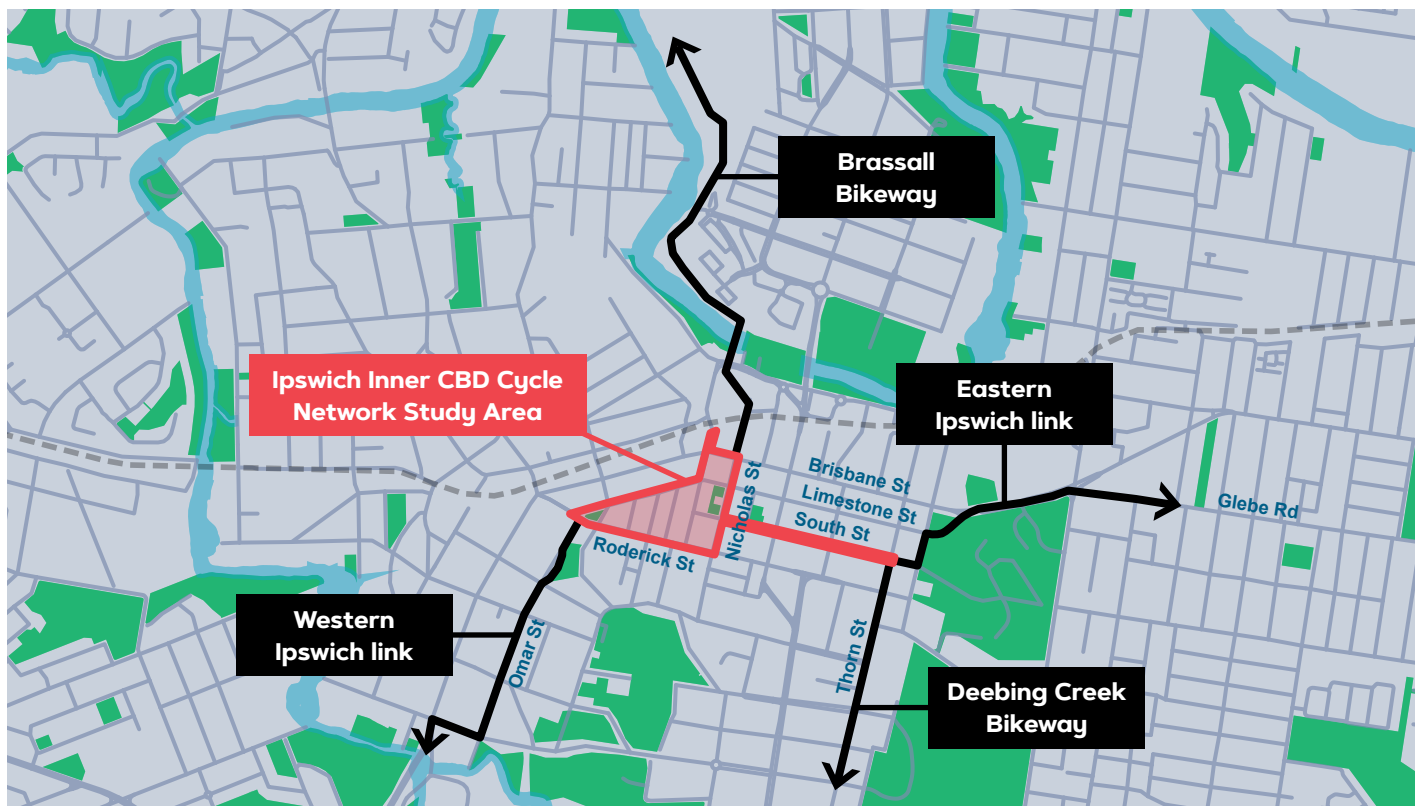 Brassall
Bikeway
Ipswich Inner CBD Cycle
Network Study Area
Eastern
Ipswich link
Brisbane St
Limestone St
South St
Nicholas St
Glebe Rd
Roderick St
Western
Ipswich link
Omar St
Thorn St
Deebing Creek
Bikeway